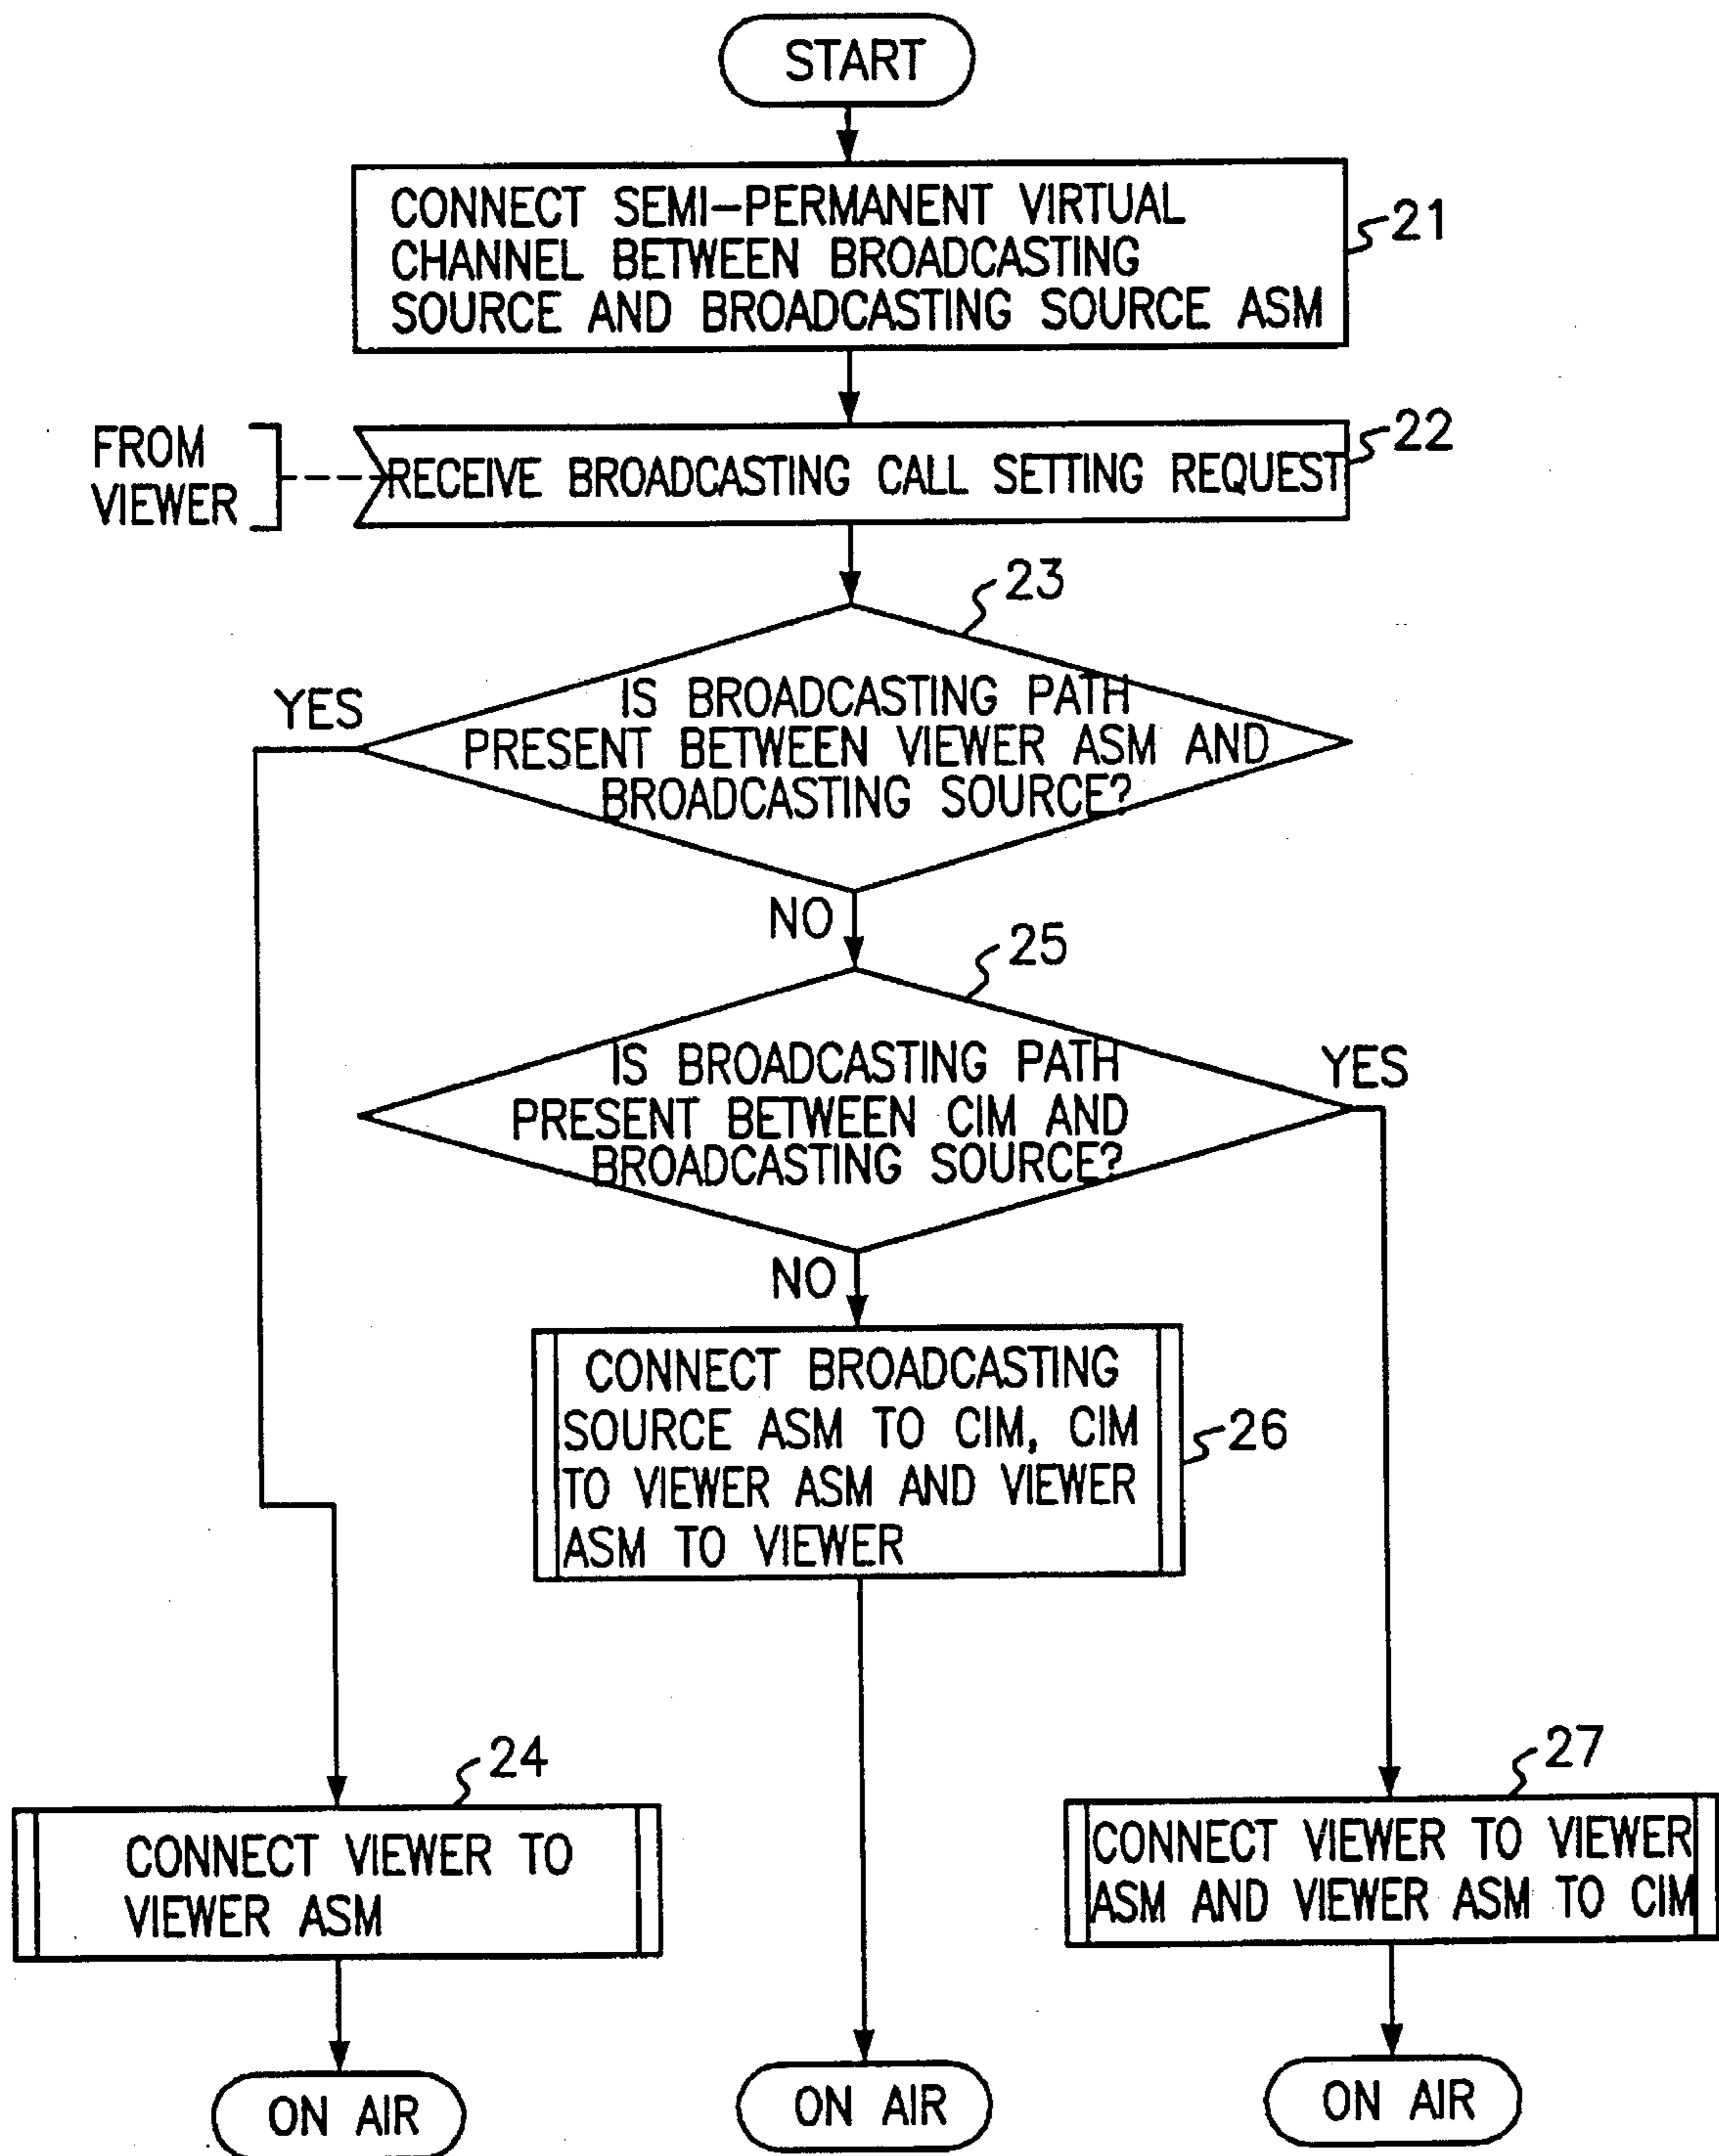 START
CONNECT SEMI-PERMANENT VIRTUAL
CHANNEL BETWEEN BROADCASTING
SOURCE AND BROADCASTING SOURCE ASM
21
FROM
VIEWER
RECEIVE BROADCASTING CALL SETTING REQUEST
22
23
YES
IS BROADCASTING PATH
PRESENT BETWEEN VIEWER ASM AND
BROADCASTING SOURCE?
NO
25
IS BROADCASTING PATH
PRESENT BETWEEN CIM AND
BROADCASTING SOURCE?
YES
NO
CONNECT BROADCASTING
SOURCE ASM TO CIM, CIM
TO VIEWER ASM AND VIEWER
ASM TO VIEWER
26
24
CONNECT VIEWER TO
VIEWER ASM
27
CONNECT VIEWER TO VIEWER
ASM AND VIEWER ASM TO CIM
ON AIR
ON AIR
ON AIR